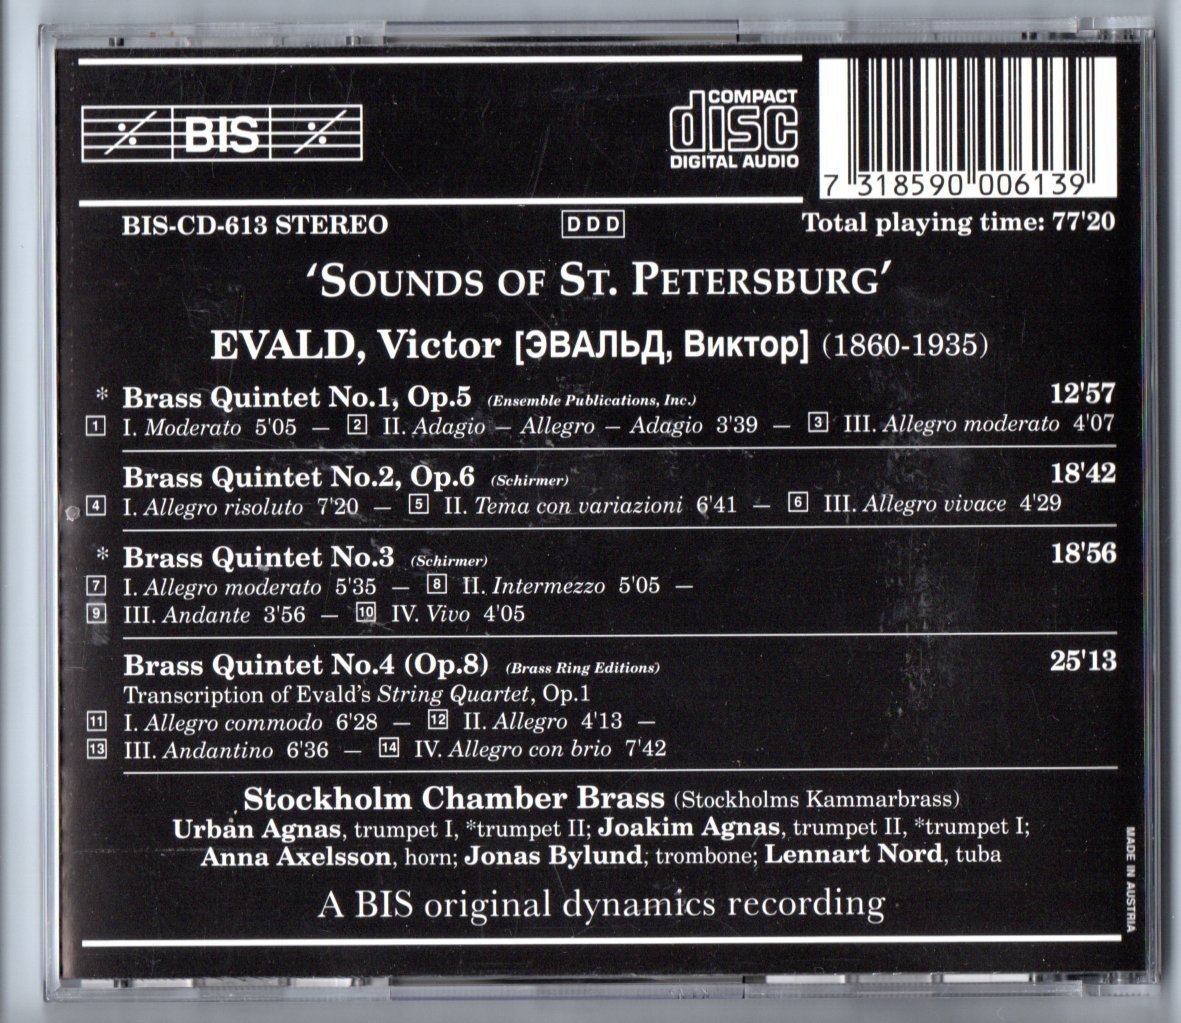 BIS
COMPACT
disc
DIGITAL AUDIO
7 318590 006139
BIS-CD-613 STEREO
DDD
Total playing time: 77'20
'SOUNDS OF ST. PETERSBURG'
EVALD, Victor [ЭВАЛЬД, Виктор] (1860-1935)
* Brass Quintet No.1, Op.5 (Ensemble Publications, Inc.) 12'57
1 I. Moderato 5'05 – 2 II. Adagio – Allegro – Adagio 3'39 – 3 III. Allegro moderato 4'07
Brass Quintet No.2, Op.6 (Schirmer) 18'42
4 I. Allegro risoluto 7'20 – 5 II. Tema con variazioni 6'41 – 6 III. Allegro vivace 4'29
* Brass Quintet No.3 (Schirmer) 18'56
7 I. Allegro moderato 5'35 – 8 II. Intermezzo 5'05 –
9 III. Andante 3'56 – 10 IV. Vivo 4'05
Brass Quintet No.4 (Op.8) (Brass Ring Editions) 25'13
Transcription of Evald's String Quartet, Op.1
11 I. Allegro commodo 6'28 – 12 II. Allegro 4'13 –
13 III. Andantino 6'36 – 14 IV. Allegro con brio 7'42
Stockholm Chamber Brass (Stockholms Kammarbrass)
Urban Agnas, trumpet I, *trumpet II; Joakim Agnas, trumpet II, *trumpet I;
Anna Axelsson, horn; Jonas Bylund; trombone; Lennart Nord, tuba
A BIS original dynamics recording
MADE IN AUSTRIA